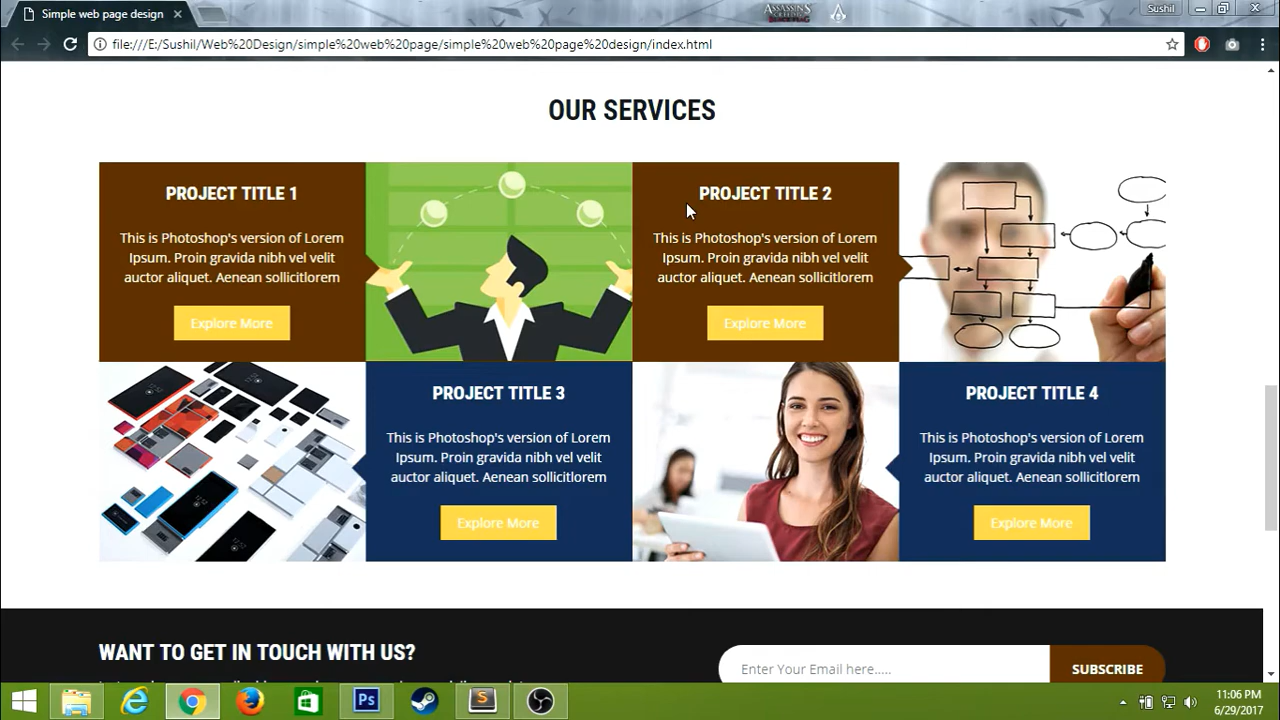 Simple web page design
ASSASSINS
Sushil
file:///E:/Sushil/Web%20Design/simple%20web%20page/simple%20web%20page%20design/index.html
OUR SERVICES
PROJECT TITLE 1
This is Photoshop's version of Lorem
Ipsum. Proin gravida nibh vel velit
auctor aliquet. Aenean sollicitlorem
Explore More
PROJECT TITLE 2
This is Photoshop's version of Lorem
Ipsum. Proin gravida nibh vel velit
auctor aliquet. Aenean sollicitlorem
Explore More
PROJECT TITLE 3
This is Photoshop's version of Lorem
Ipsum. Proin gravida nibh vel velit
auctor aliquet. Aenean sollicitlorem
Explore More
PROJECT TITLE 4
This is Photoshop's version of Lorem
Ipsum. Proin gravida nibh vel velit
auctor aliquet. Aenean sollicitlorem
Explore More
WANT TO GET IN TOUCH WITH US?
Enter Your Email here.....
SUBSCRIBE
Ps
S
11:06 PM
6/29/2017